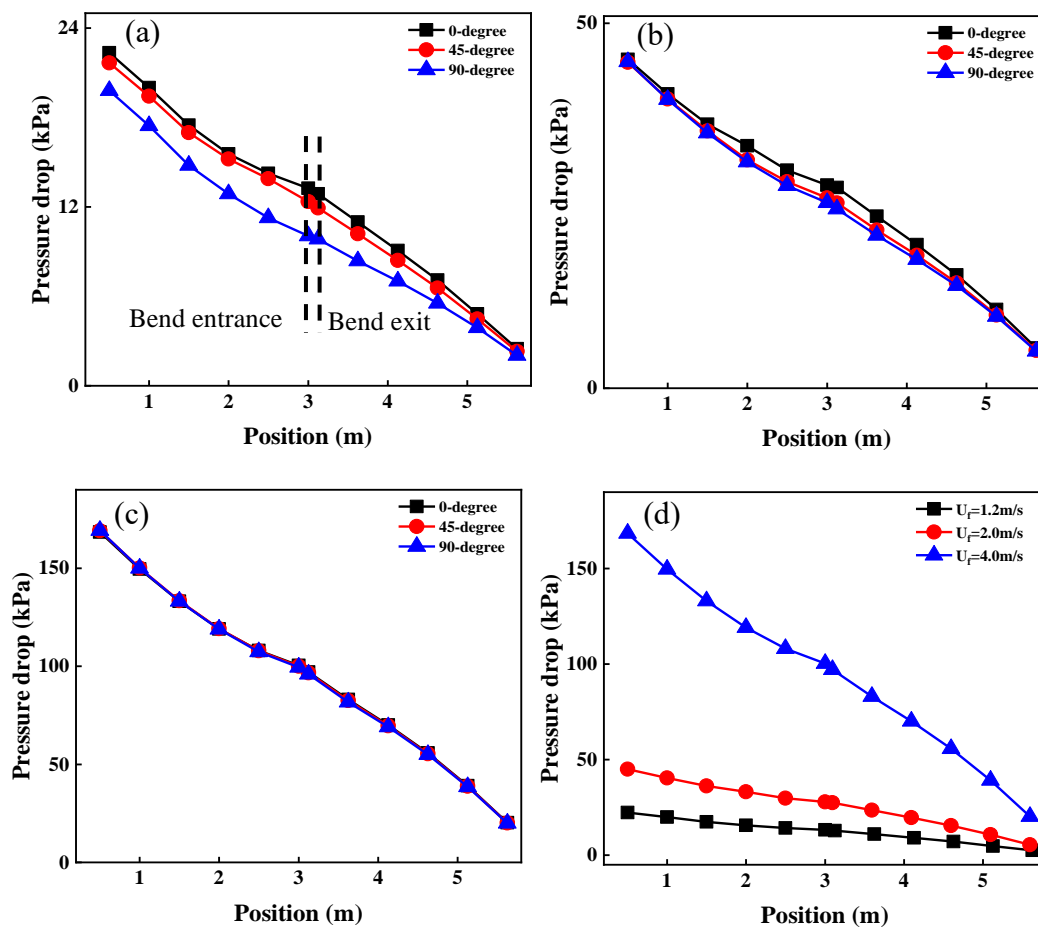 (a)
0-degree
45-degree
90-degree
24
12
0
Pressure drop (kPa)
Bend entrance
Bend exit
1 2 3 4 5
Position (m)
(b)
0-degree
45-degree
90-degree
50
0
Pressure drop (kPa)
1 2 3 4 5
Position (m)
(c)
0-degree
45-degree
90-degree
150
100
50
0
Pressure drop (kPa)
1 2 3 4 5
Position (m)
(d)
Uf=1.2m/s
Uf=2.0m/s
Uf=4.0m/s
150
100
50
0
Pressure drop (kPa)
1 2 3 4 5
Position (m)